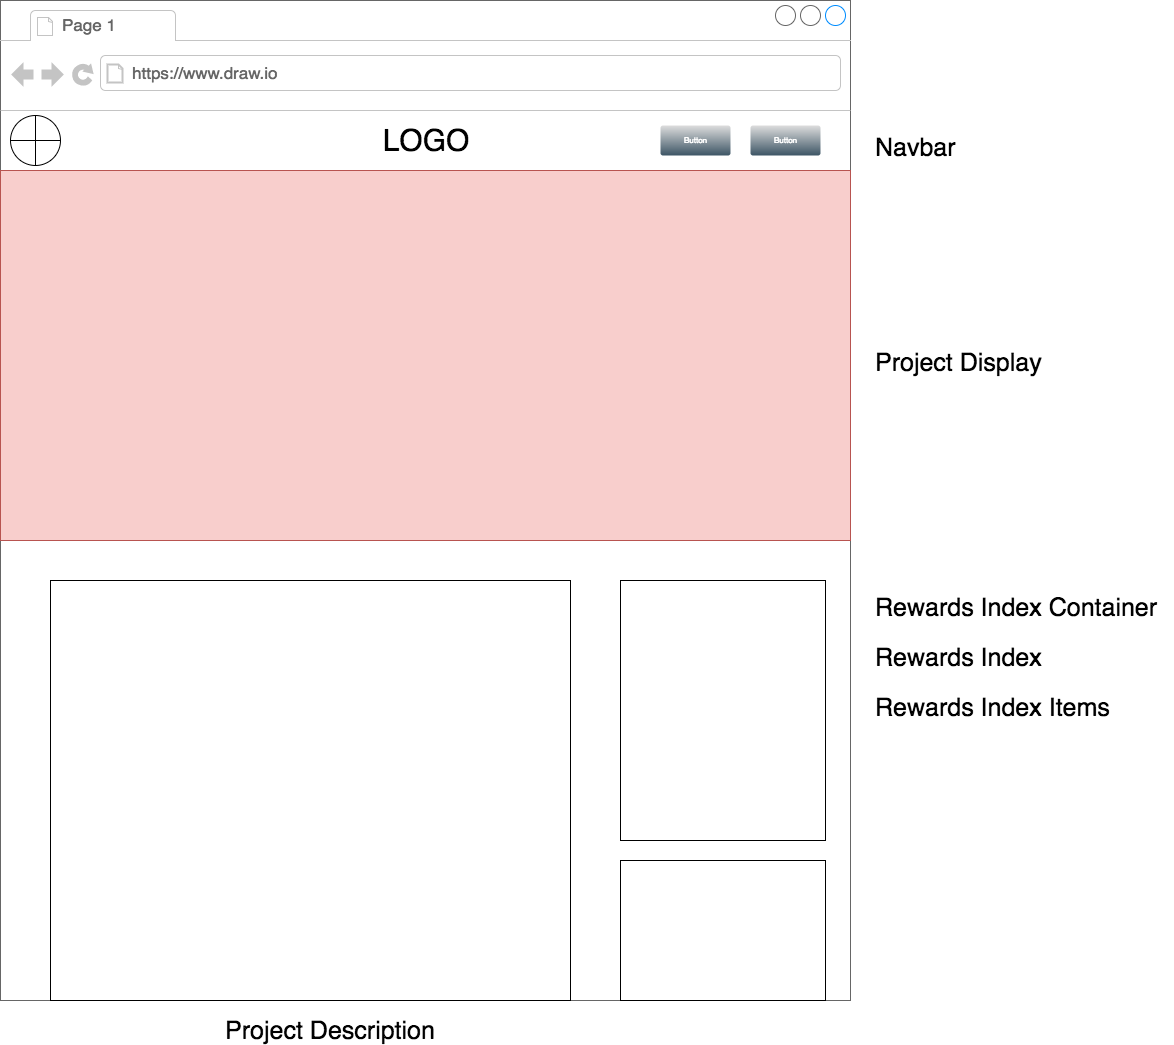 Page 1
https://www.draw.io
LOGO
Button
Button
Navbar
Project Display
Rewards Index Container
Rewards Index
Rewards Index Items
Project Description